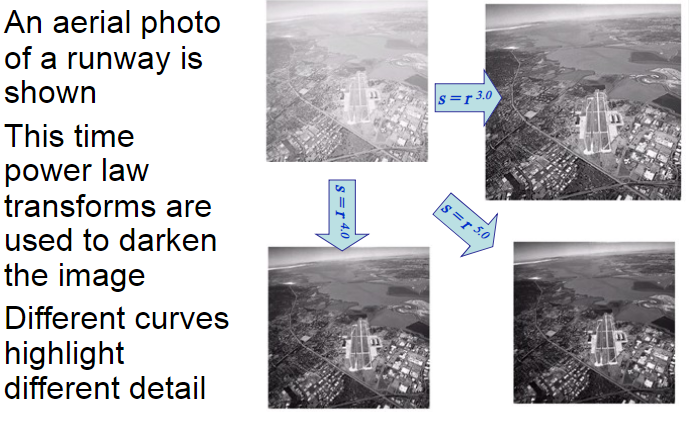 An aerial photo
of a runway is
shown
This time
power law
transforms are
used to darken
the image
Different curves
highlight
different detail
s = r 3.0
s = r 4.0
s = r 5.0